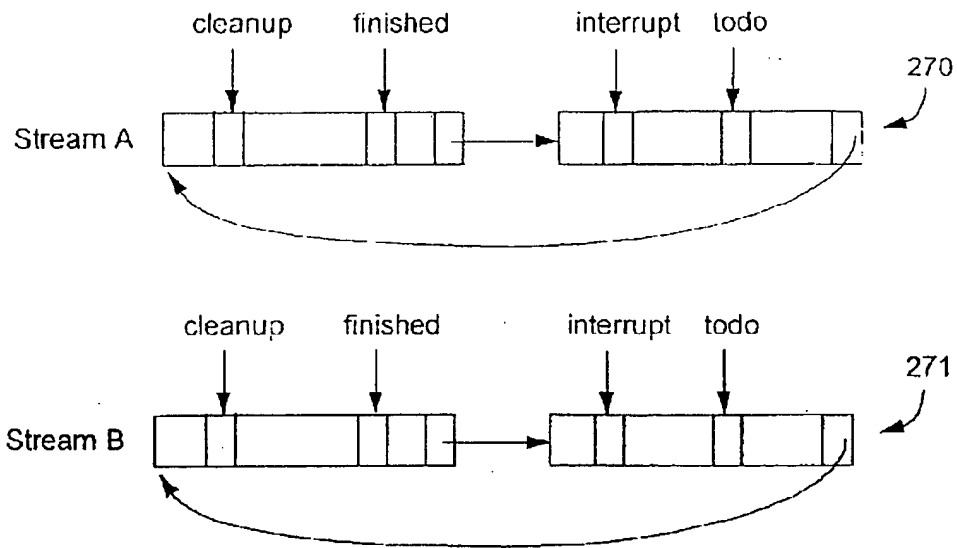 cleanup finished interrupt todo
270
Stream A
cleanup finished interrupt todo
271
Stream B